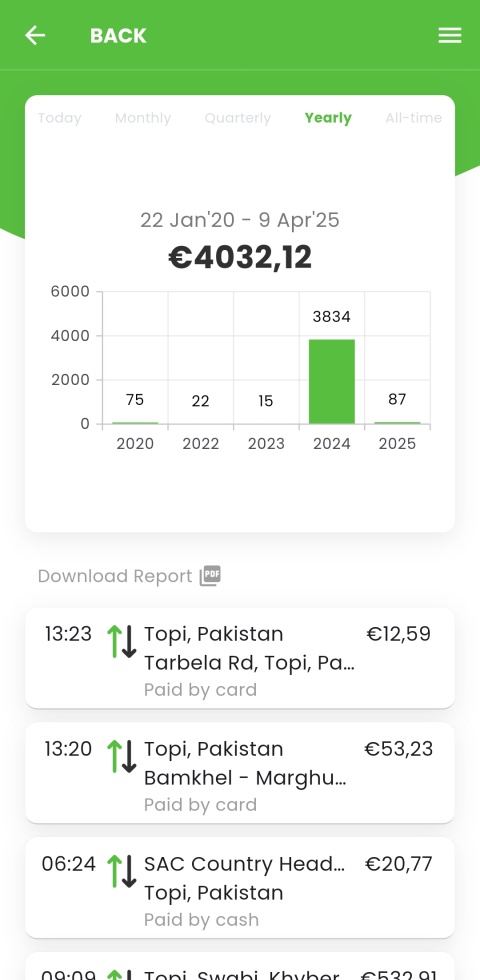 BACK
Today Monthly Quarterly Yearly All-time
22 Jan'20 - 9 Apr'25
€4032,12
6000
4000
2000
0
75 22 15 3834 87
2020 2022 2023 2024 2025
Download Report PDF
13:23 Topi, Pakistan €12,59
Tarbela Rd, Topi, Pa...
Paid by card
13:20 Topi, Pakistan €53,23
Bamkhel - Marghu...
Paid by card
06:24 SAC Country Head... €20,77
Topi, Pakistan
Paid by cash
09:09 Topi, Swabi, Khyber €532,91